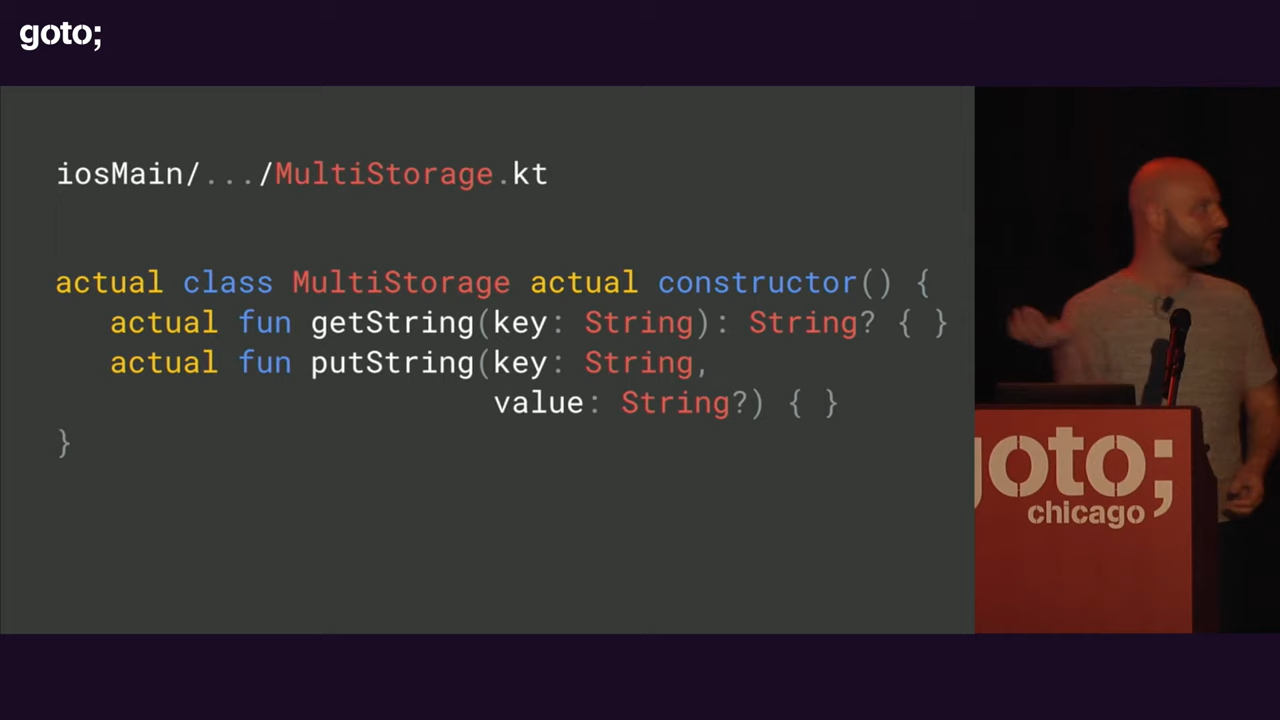 goto;
iosMain/.../MultiStorage.kt
actual class MultiStorage actual constructor() {
actual fun getString(key: String): String? { }
actual fun putString(key: String,
value: String?) { }
}
goto;
chicago